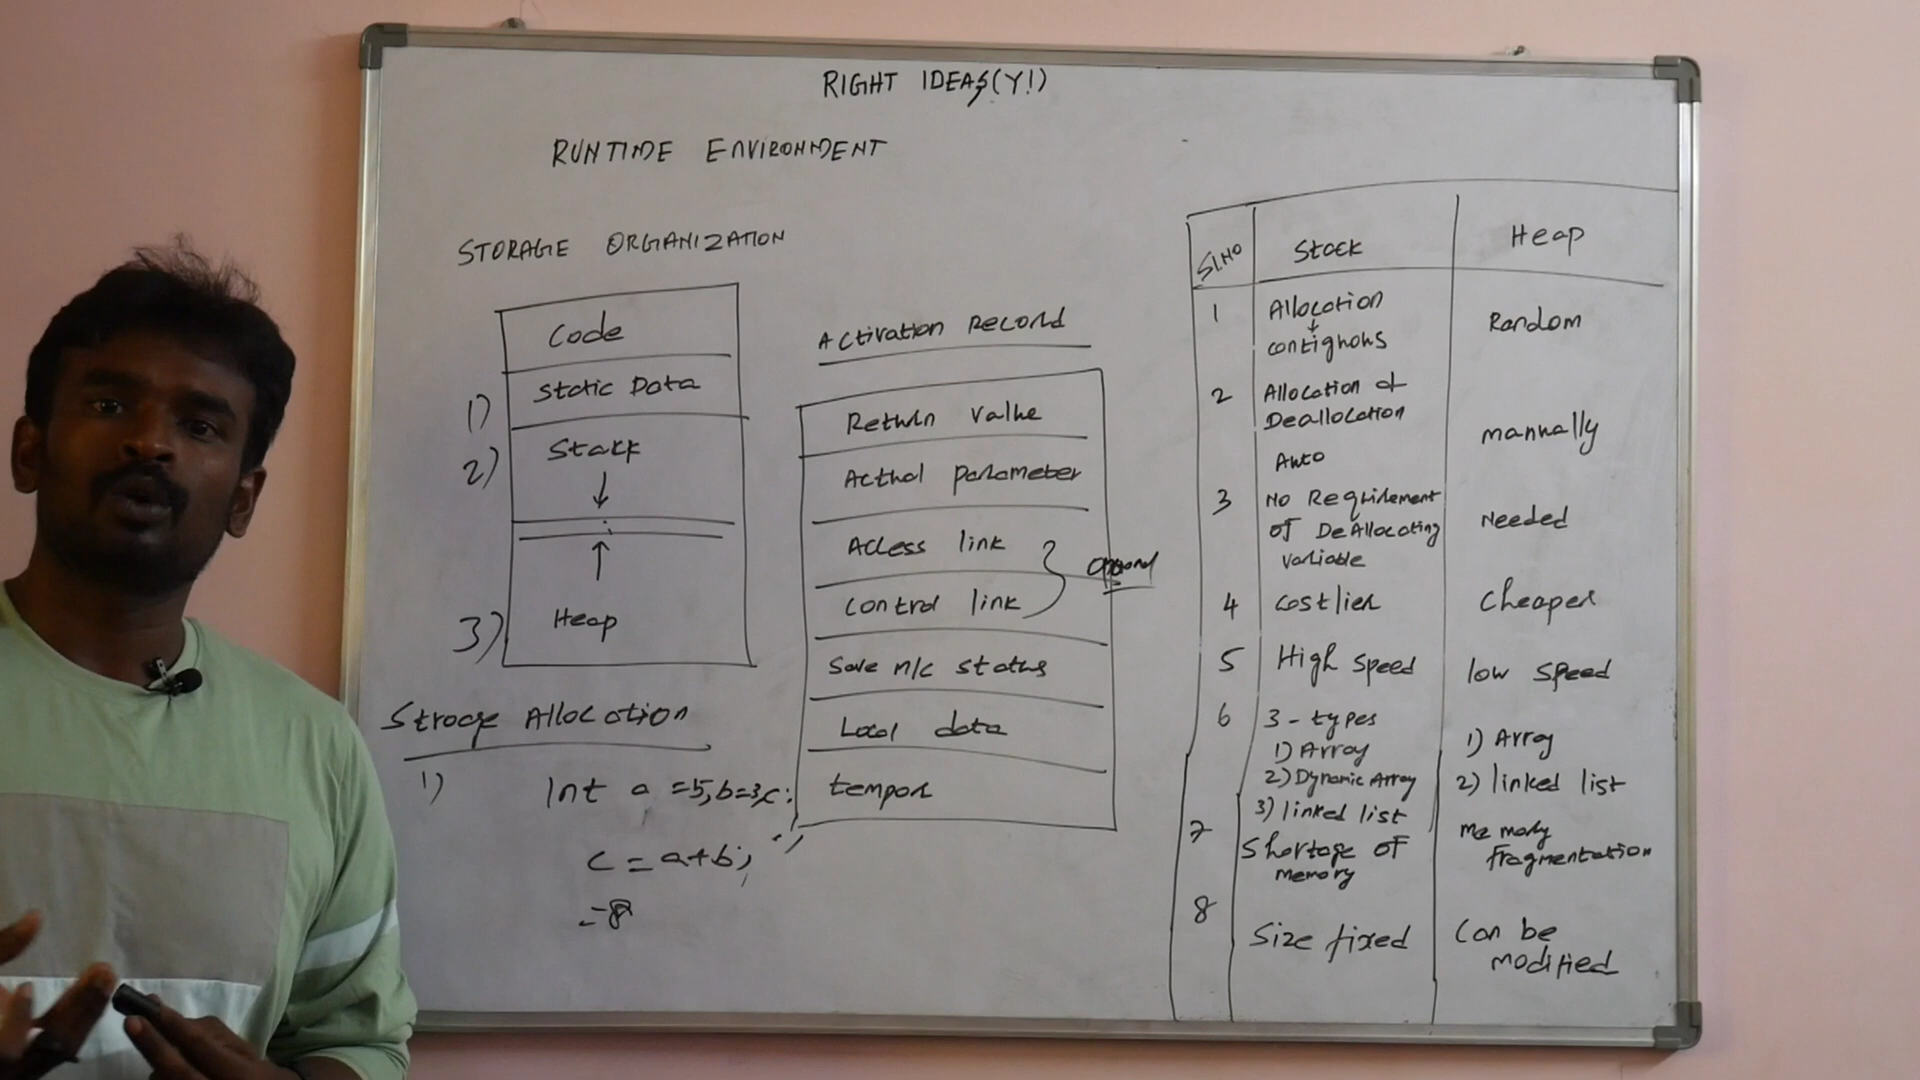 RIGHT IDEAS(Y!)
RUNTIME ENVIRONMENT
STORAGE ORGANIZATION
Code
1) Static Data
2) Stack
3) Heap
Stroage Allocation
1) Int a =5,b=3,c;
c = a+b;
=8
Activation Record
Return value
Actual parameter
Access link
Control link
optional
Save m/c status
Local data
tempor
Sl.NO Stack Heap
1 Allocation Random
contiguous
2 Allocation &
Deallocation manually
Auto
3 No Requirement Needed
of DeAllocating
variable
4 costlier Cheaper
5 High speed low speed
6 3-types
1) Array 1) Array
2) Dynamic Array 2) linked list
3) linked list
7 Shortage of memory
memory fragmentation
8 Size fixed Can be
modified